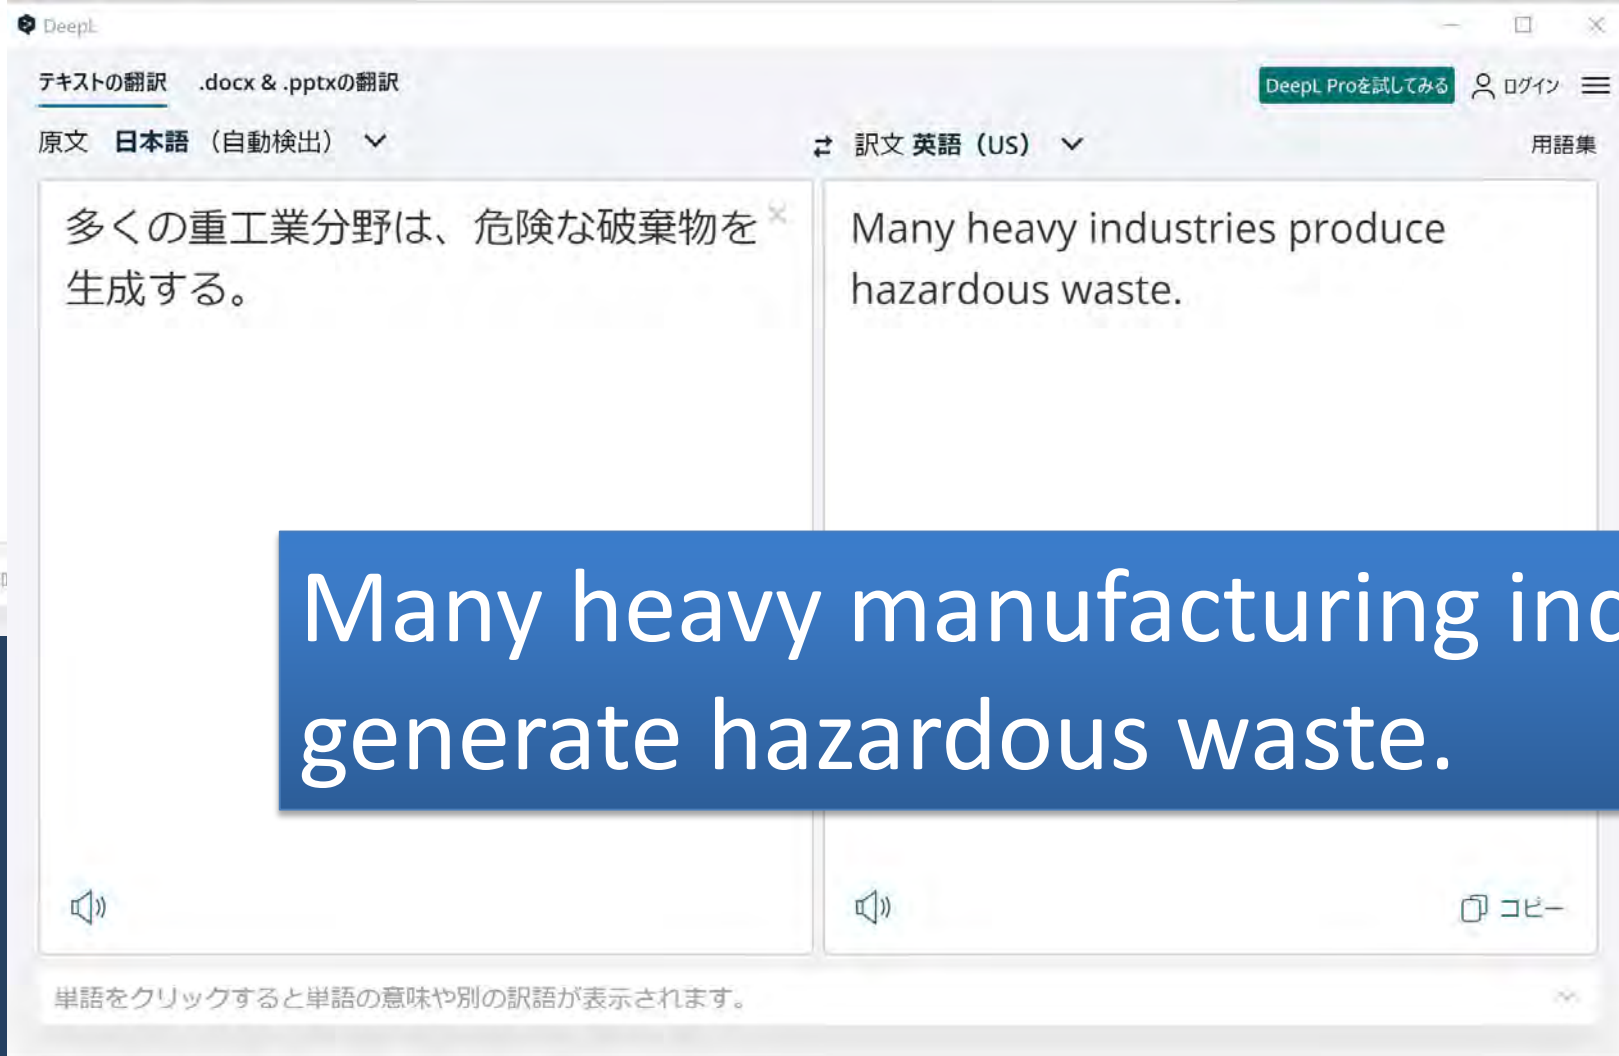 DeepL
テキストの翻訳 .docx & .pptxの翻訳
DeepL Proを試してみる ログイン
原文 日本語 （自動検出）
訳文 英語 (US)
用語集
多くの重工業分野は、危険な破棄物を
生成する。
Many heavy industries produce
hazardous waste.
Many heavy manufacturing
generate hazardous waste.
コピー
単語をクリックすると単語の意味や別の訳語が表示されます。